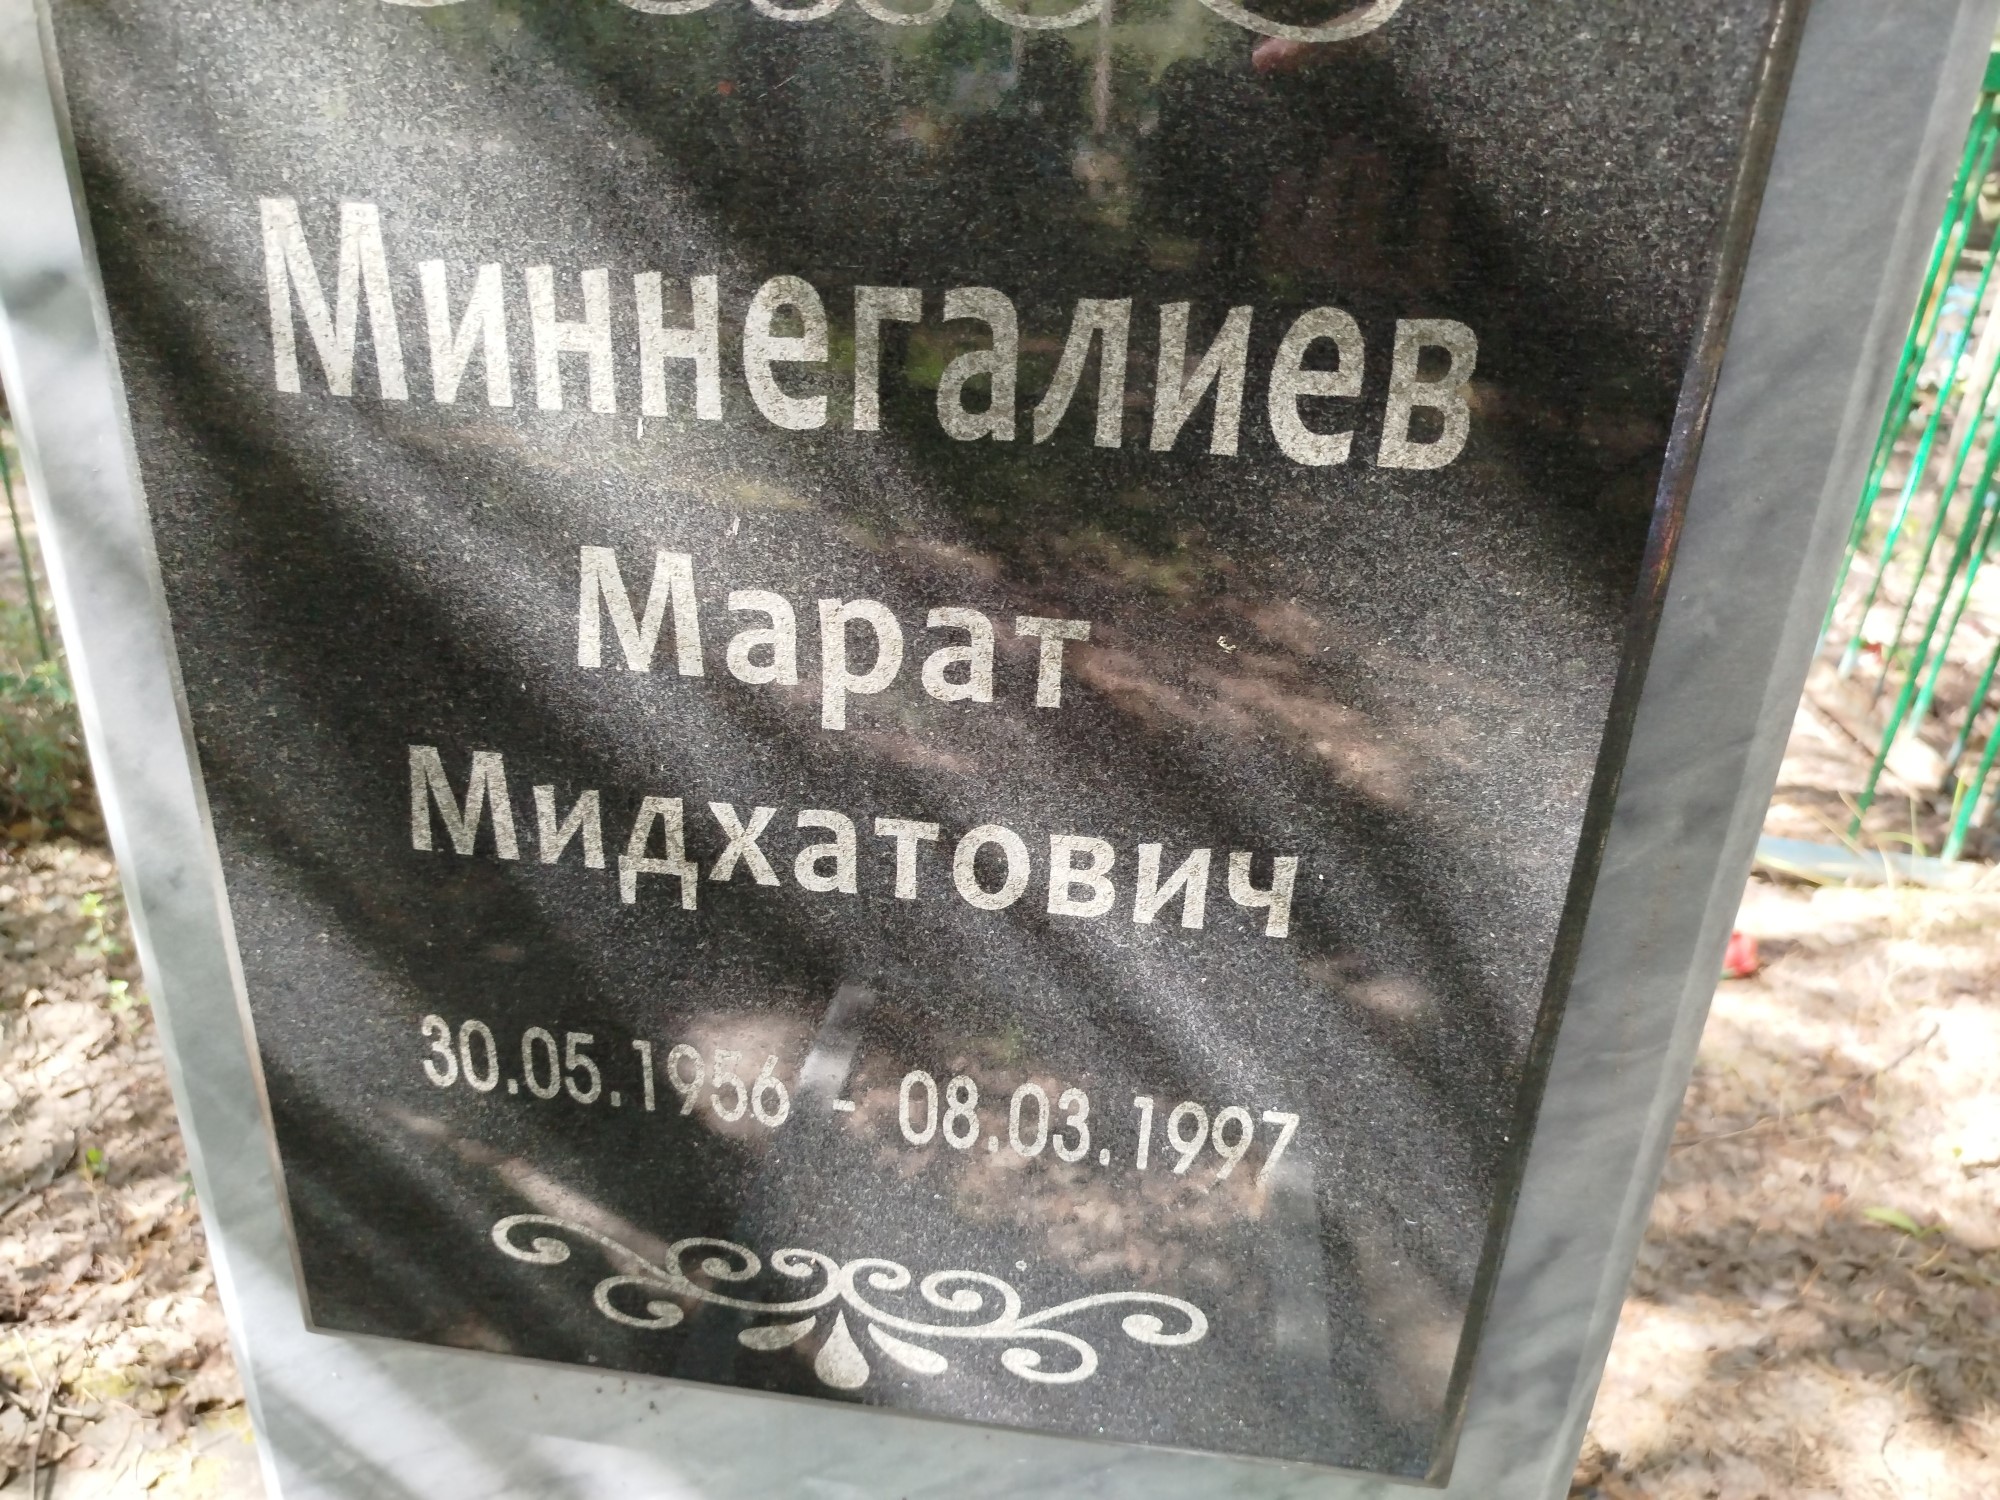 Миннегалиев
Марат
Мидхатович
30.05.1956 - 08.03.1997